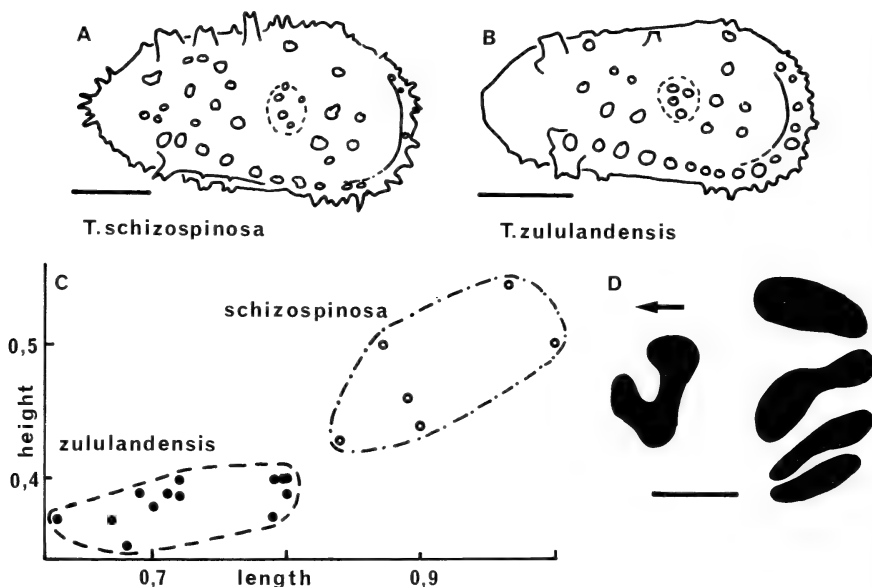 A
B
T.schizospinosa
T.zululandensis
C
D
schizospinosa
0,5
height
zululandensis
0,4
0,7
length
0,9